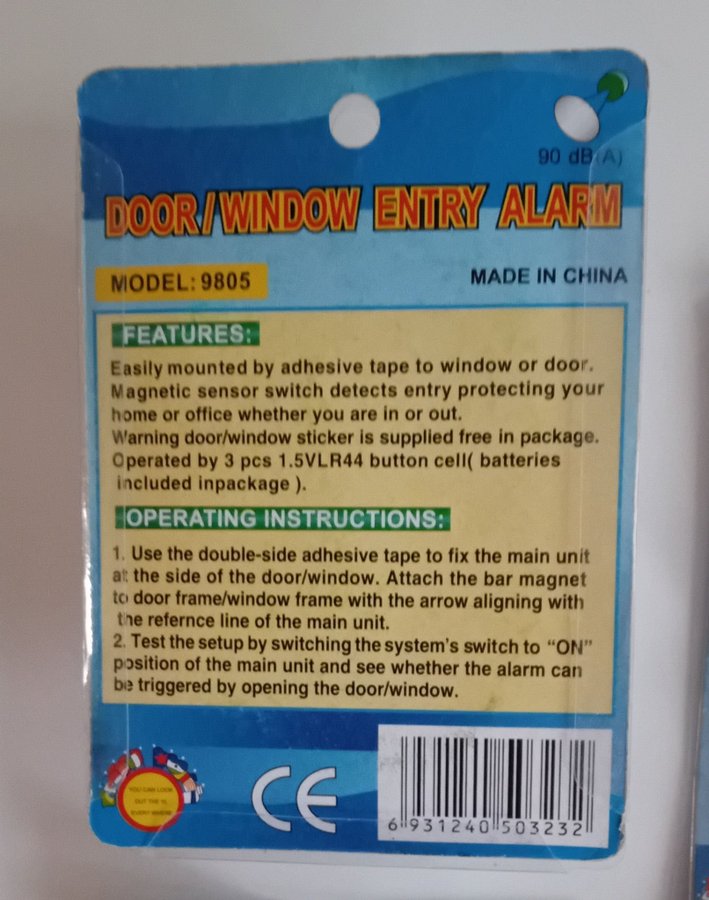 90 dB(A)
DOOR/WINDOW ENTRY ALARM
MODEL: 9805
MADE IN CHINA
FEATURES:
Easily mounted by adhesive tape to window or door.
Magnetic sensor switch detects entry protecting your
home or office whether you are in or out.
Warning door/window sticker is supplied free in package.
Operated by 3 pcs 1.5VLR44 button cell( batteries
included inpackage ).
OPERATING INSTRUCTIONS:
1. Use the double-side adhesive tape to fix the main unit
at the side of the door/window. Attach the bar magnet
to door frame/window frame with the arrow aligning with
the refernce line of the main unit.
2. Test the setup by switching the system's switch to “ON”
position of the main unit and see whether the alarm can
be triggered by opening the door/window.
YOU CAN LOOK
OUT THE
EVERYWHERE
CE
6 931240 503232